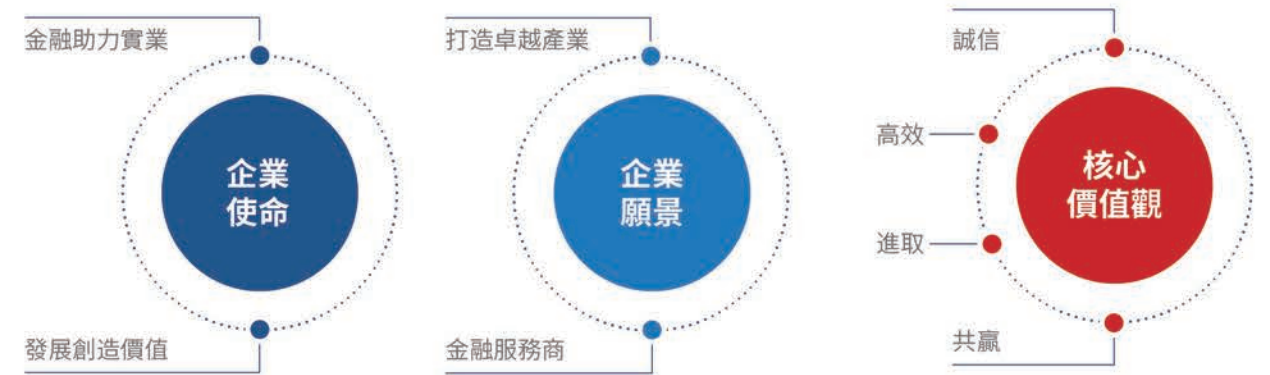 金融助力實業
企業
使命
發展創造價值
打造卓越產業
企業
願景
金融服務商
誠信
高效
核心
價值觀
進取
共贏